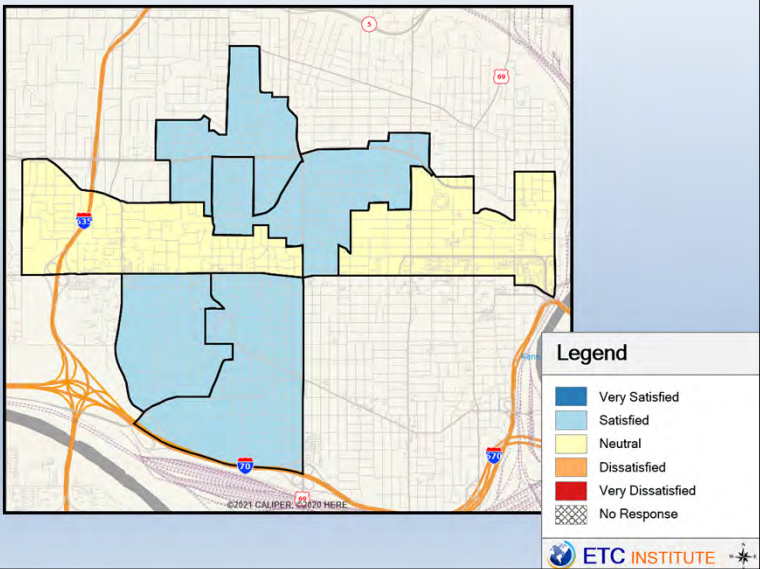 5
69
635
Legend
Very Satisfied
Satisfied
Neutral
Dissatisfied
Very Dissatisfied
No Response
670
70
69
©2021 CALIPER, ©2020 HERE
ETC INSTITUTE